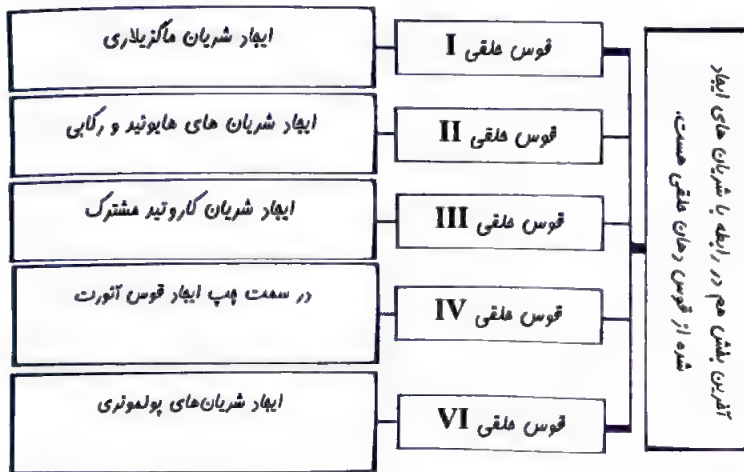 آخرین بخش هم در رابطه با شریان های ایجاد
شده از قوس دهان حلقی هست.
قوس حلقی I
ایجاد شریان ماگزیلاری
قوس حلقی II
ایجاد شریان های هایوئید و رکابی
قوس حلقی III
ایجاد شریان کاروتید مشترک
قوس حلقی IV
در سمت چپ ایجاد قوس آئورت
قوس حلقی VI
ایجاد شریان‌های پولمونری